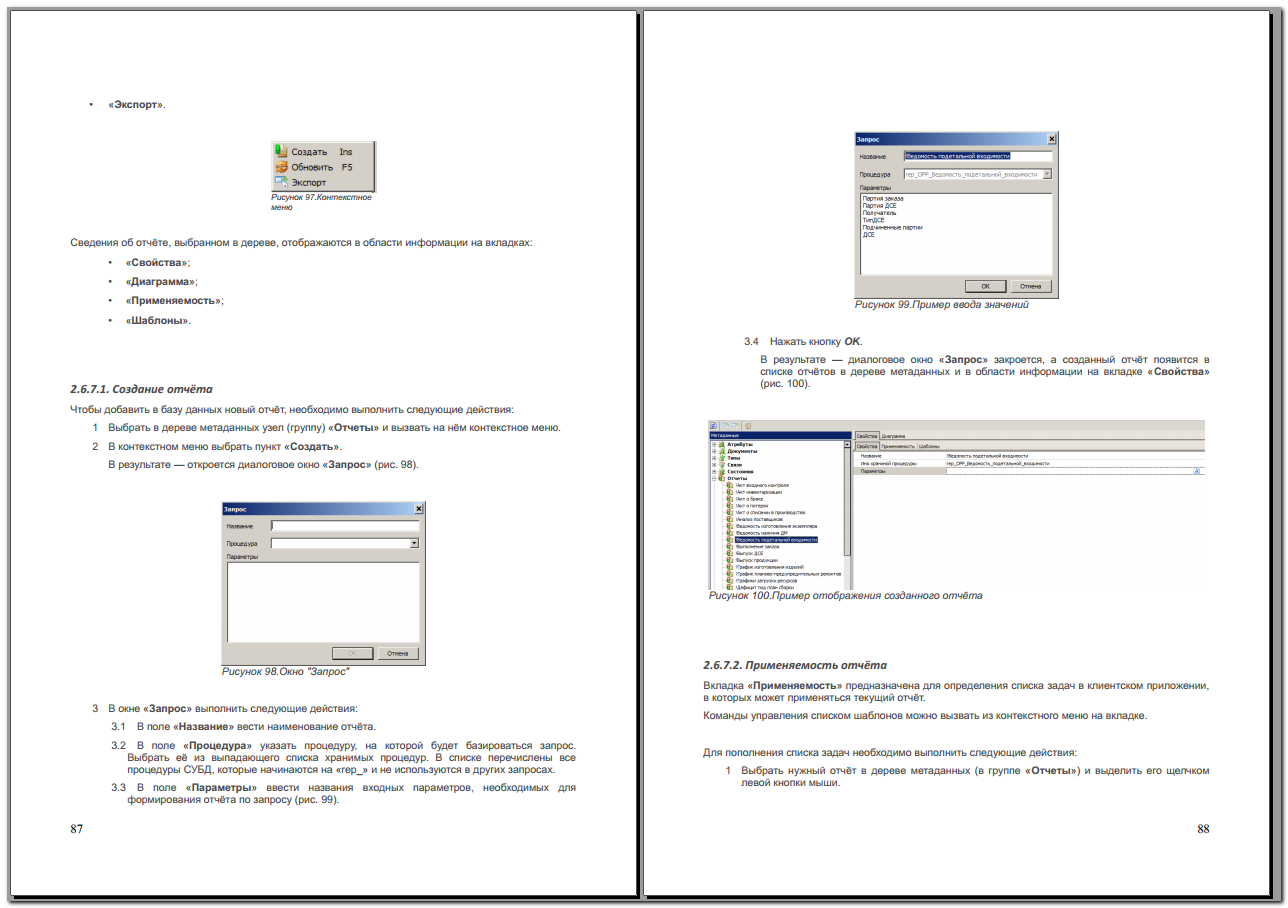 • «Экспорт».
Создать Ins
Обновить F5
Экспорт
Рисунок 97.Контекстное
меню
Сведения об отчёте, выбранном в дереве, отображаются в области информации на вкладках:
• «Свойства»;
• «Диаграмма»;
• «Применяемость»;
• «Шаблоны».
2.6.7.1. Создание отчёта
Чтобы добавить в базу данных новый отчёт, необходимо выполнить следующие действия:
1 Выбрать в дереве метаданных узел (группу) «Отчеты» и вызвать на нём контекстное меню.
2 В контекстном меню выбрать пункт «Создать».
В результате — откроется диалоговое окно «Запрос» (рис. 98).
Запрос
Название
Процедура
Параметры
ОК Отмена
Рисунок 98.Окно "Запрос"
3 В окне «Запрос» выполнить следующие действия:
3.1 В поле «Название» вести наименование отчёта.
3.2 В поле «Процедура» указать процедуру, на которой будет базироваться запрос.
Выбрать её из выпадающего списка хранимых процедур. В списке перечислены все
процедуры СУБД, которые начинаются на «rep_» и не используются в других запросах.
3.3 В поле «Параметры» ввести названия входных параметров, необходимых для
формирования отчёта по запросу (рис. 99).
87
Запрос
Название !Ведомость подетальной входимости
Процедура rep_OPP_Ведомость_подетальной_входимости
Параметры
Партия заказа
Партия ДСЕ
Получатель
ТипДСЕ
Подчиненные партии
ДСЕ
ОК Отмена
Рисунок 99.Пример ввода значений
3.4 Нажать кнопку ОК.
В результате — диалоговое окно «Запрос» закроется, а созданный отчёт появится в
списке отчётов в дереве метаданных и в области информации на вкладке «Свойства»
(рис. 100).
Метаданные
Атрибуты
Документы
Типы
Связи
Состояния
Отчеты
!Акт входного контроля
!Акт инвентаризации
!Акт о браке
!Акт о потерях
!Акт о списании в производство
!Анализ поставщиков
!Ведомость изготовления экземпляра
!Ведомость наличия ДМ
!Ведомость подетальной входимости
!Выполнение заказа
!Выпуск ДСЕ
!Выпуск продукции
!График изготовления изделий
!График планово-предупредительных ремонтов
!Графики загрузки ресурсов
!Дефицит под план сборки
Свойства Диаграмма
Свойства Применяемость Шаблоны
Название !Ведомость подетальной входимости
Имя хранимой процедуры rep_OPP_Ведомость_подетальной_входимости
Параметры
Рисунок 100.Пример отображения созданного отчёта
2.6.7.2. Применяемость отчёта
Вкладка «Применяемость» предназначена для определения списка задач в клиентском приложении,
в которых может применяться текущий отчёт.
Команды управления списком шаблонов можно вызвать из контекстного меню на вкладке.
Для пополнения списка задач необходимо выполнить следующие действия:
1 Выбрать нужный отчёт в дереве метаданных (в группе «Отчеты») и выделить его щелчком
левой кнопки мыши.
88